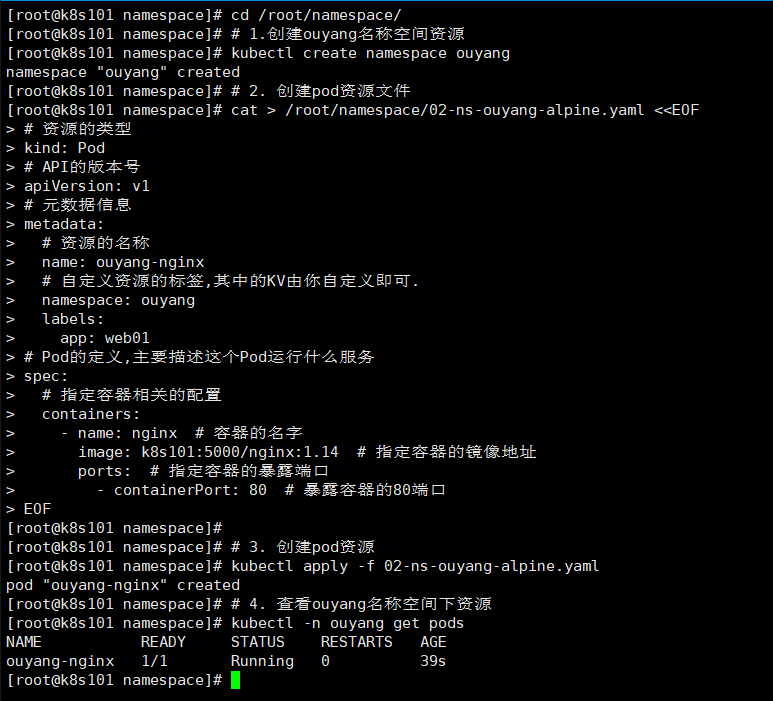 [root@k8s101 namespace]# cd /root/namespace/
[root@k8s101 namespace]# # 1.创建ouyang名称空间资源
[root@k8s101 namespace]# kubectl create namespace ouyang
namespace "ouyang" created
[root@k8s101 namespace]# # 2. 创建pod资源文件
[root@k8s101 namespace]# cat > /root/namespace/02-ns-ouyang-alpine.yaml <<EOF
> # 资源的类型
> kind: Pod
> # API的版本号
> apiVersion: v1
> # 元数据信息
> metadata:
>   # 资源的名称
>   name: ouyang-nginx
>   # 自定义资源的标签,其中的KV由你自定义即可.
>   namespace: ouyang
>   labels:
>     app: web01
> # Pod的定义,主要描述这个Pod运行什么服务
> spec:
>   # 指定容器相关的配置
>   containers:
>     - name: nginx  # 容器的名字
>       image: k8s101:5000/nginx:1.14  # 指定容器的镜像地址
>       ports:  # 指定容器的暴露端口
>         - containerPort: 80  # 暴露容器的80端口
> EOF
[root@k8s101 namespace]#
[root@k8s101 namespace]# # 3. 创建pod资源
[root@k8s101 namespace]# kubectl apply -f 02-ns-ouyang-alpine.yaml
pod "ouyang-nginx" created
[root@k8s101 namespace]# # 4. 查看ouyang名称空间下资源
[root@k8s101 namespace]# kubectl -n ouyang get pods
NAME           READY     STATUS    RESTARTS   AGE
ouyang-nginx   1/1       Running   0          39s
[root@k8s101 namespace]#